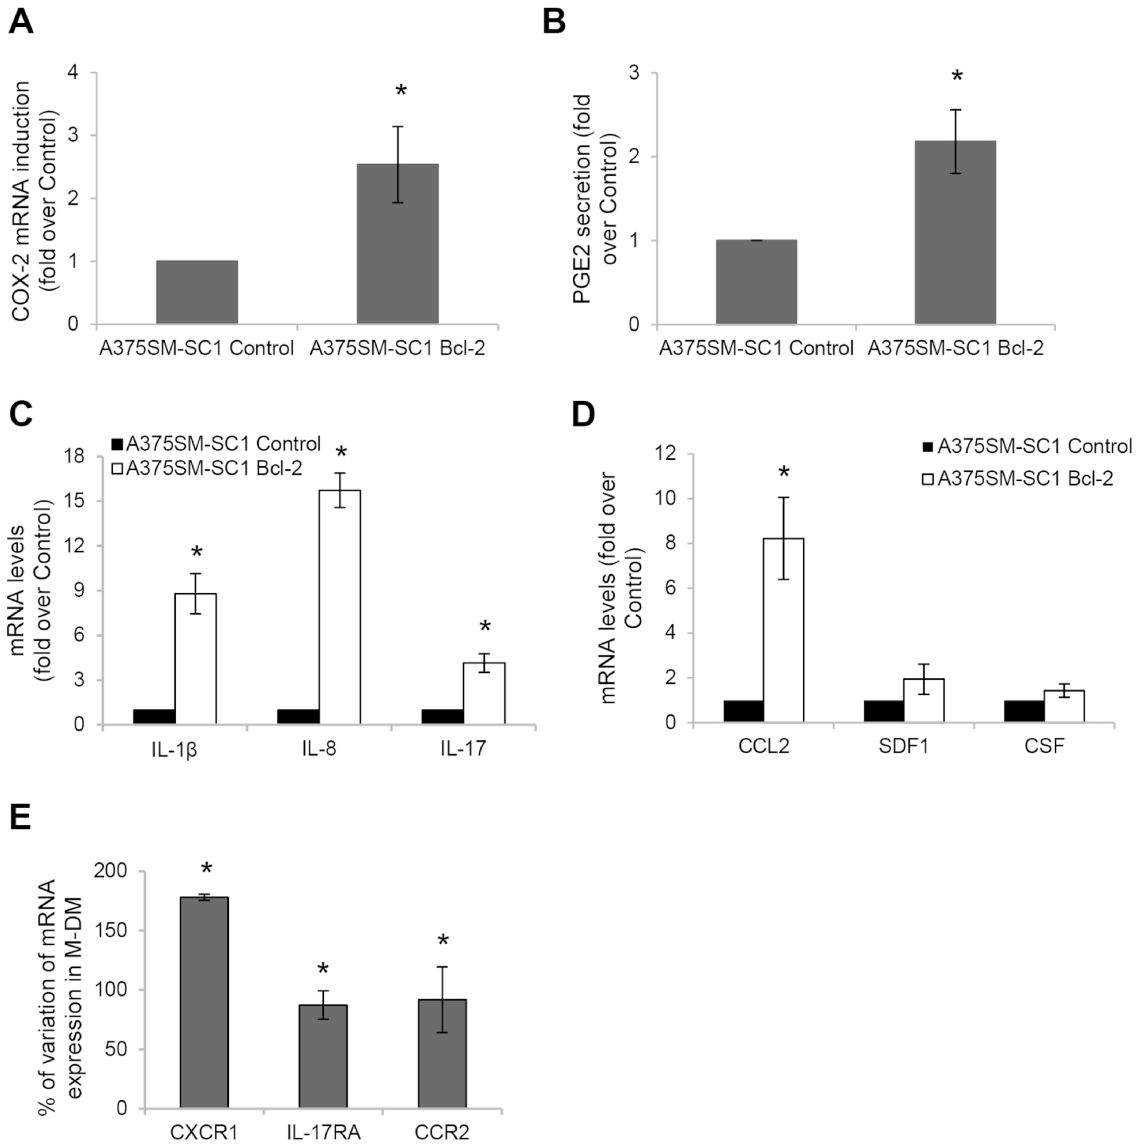 A
COX-2 mRNA induction
(fold over Control)
4
3
2
1
0
*
A375SM-SC1 Control
A375SM-SC1 Bcl-2
B
PGE2 secretion (fold
over Control)
3
2
1
0
*
A375SM-SC1 Control
A375SM-SC1 Bcl-2
C
A375SM-SC1 Control
A375SM-SC1 Bcl-2
mRNA levels
(fold over Control)
18
15
12
9
6
3
0
*
*
*
IL-1β
IL-8
IL-17
D
A375SM-SC1 Control
A375SM-SC1 Bcl-2
mRNA levels (fold over
Control)
12
10
8
6
4
2
0
*
CCL2
SDF1
CSF
E
% of variation of mRNA
expression in M-DM
200
150
100
50
0
*
*
*
CXCR1
IL-17RA
CCR2